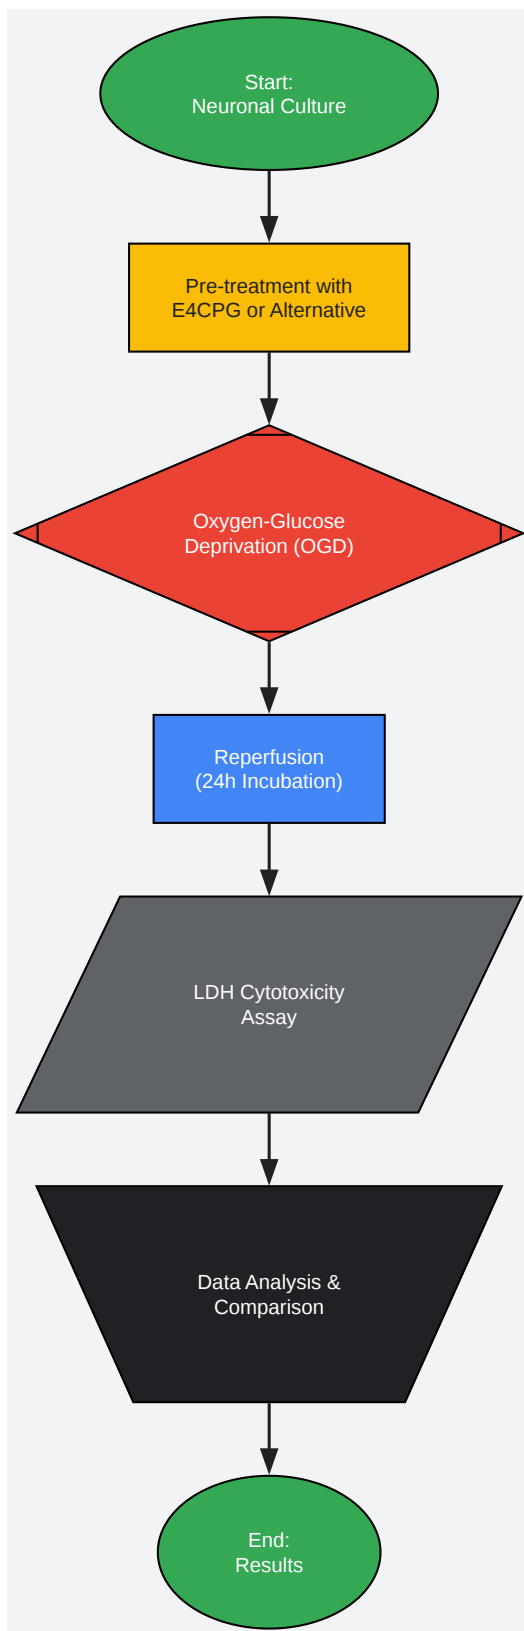 Start:
Neuronal Culture
Pre-treatment with
E4CPG or Alternative
Oxygen-Glucose
Deprivation (OGD)
Reperfusion
(24h Incubation)
LDH Cytotoxicity
Assay
Data Analysis &
Comparison
End:
Results